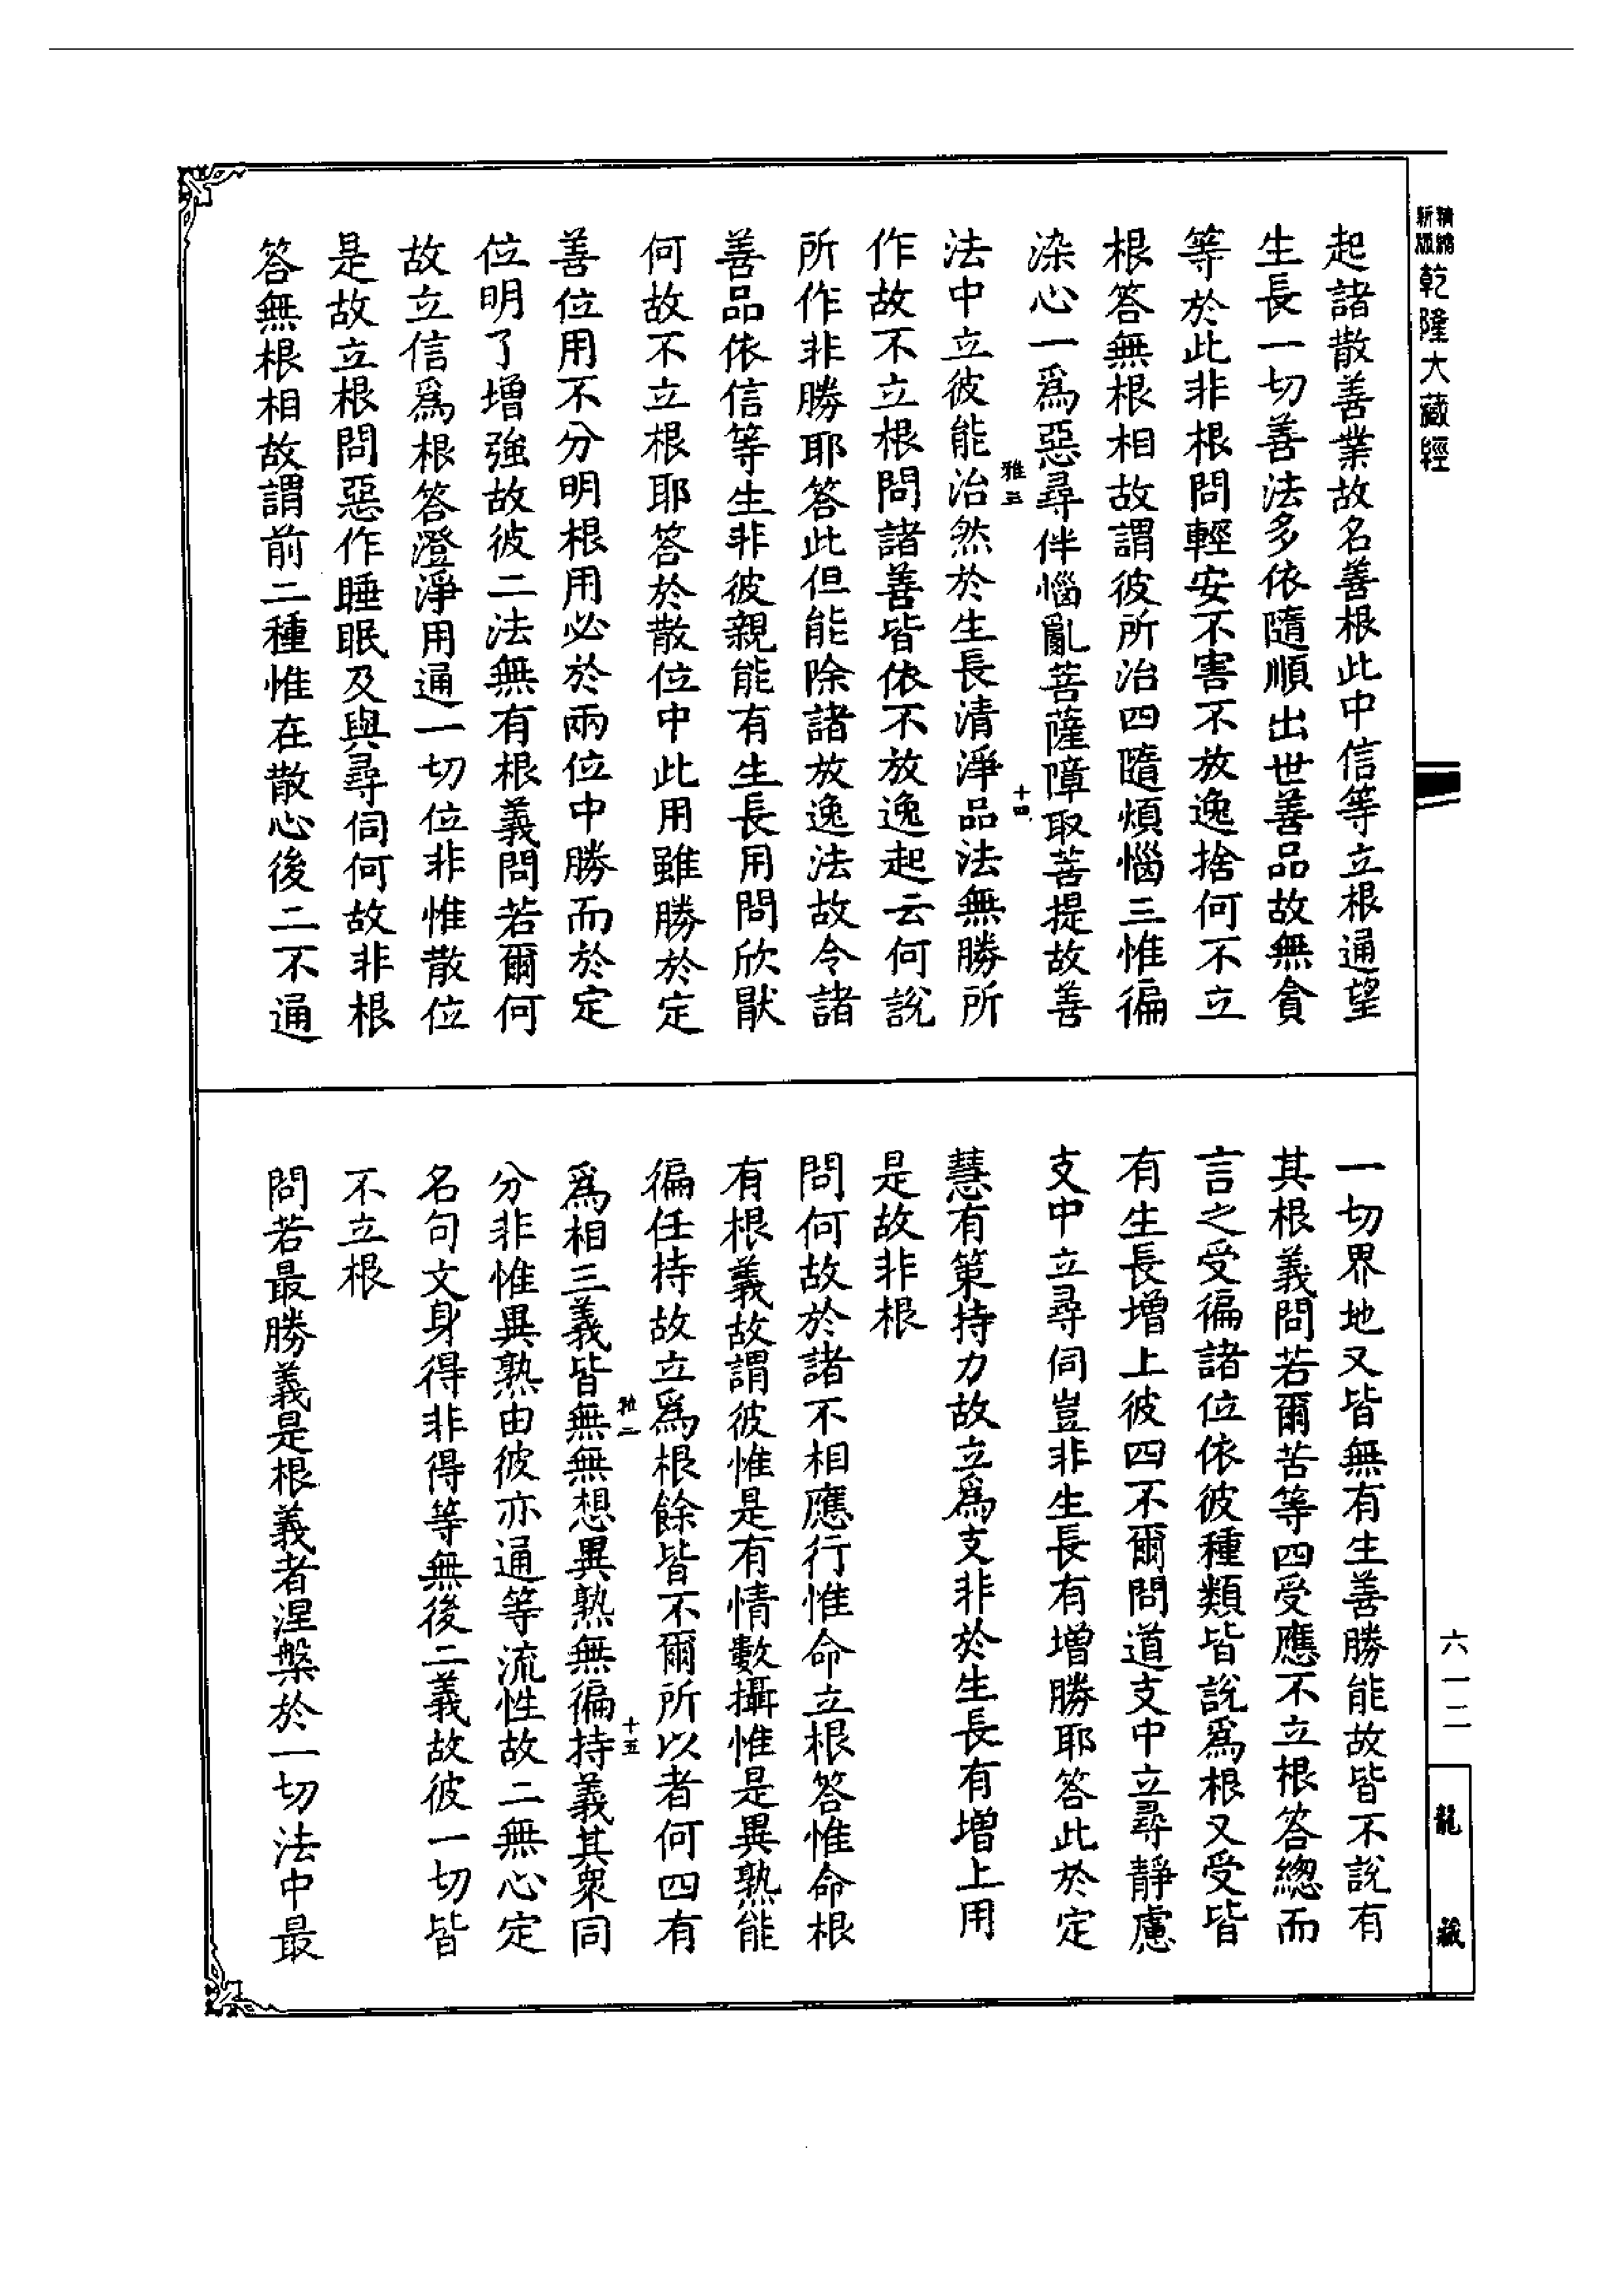 精編新版乾隆大藏經
起諸散善業故名善根此中信等立根通望
生長一切善法多依隨順出世善品故無貪
等於此非根問輕安不害不放逸捨何不立
根答無根相故謂彼所治四隨煩惱三惟徧
染心一爲惡尋伴惱亂菩薩障取菩提故善
雅三
十四
法中立彼能治然於生長清淨品法無勝所
作故不立根問諸善皆依不放逸起云何說
所作非勝耶答此但能除諸放逸法故令諸
善品依信等生非彼親能有生長用問欣猒
何故不立根耶答於散位中此用雖勝於定
善位用不分明根用必於兩位中勝而於定
位明了增強故彼二法無有根義問若爾何
故立信爲根答澄淨用通一切位非惟散位
是故立根問惡作睡眠及與尋伺何故非根
答無根相故謂前二種惟在散心後二不通
一切界地又皆無有生善勝能故皆不說有
其根義問若爾苦等四受應不立根答總而
言之受徧諸位依彼種類皆說爲根又受皆
有生長增上彼四不爾問道支中立尋靜慮
支中立尋伺豈非生長有增勝耶答此於定
慧有策持力故立爲支非於生長有增上用
是故非根
問何故於諸不相應行惟命立根答惟命根
有根義故謂彼惟是有情數攝惟是異熟能
徧任持故立爲根餘皆不爾所以者何四有
雅二
十五
爲相三義皆無無想異熟無徧持義其衆同
分非惟異熟由彼亦通等流性故二無心定
名句文身得非得等無後二義故彼一切皆
不立根
問若最勝義是根義者涅槃於一切法中最
六一二
龍藏